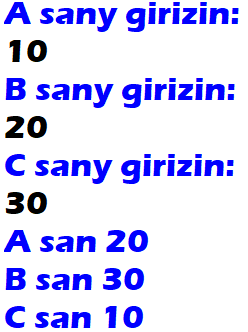 A sany girizin:
10
B sany girizin:
20
C sany girizin:
30
A san 20
B san 30
C san 10